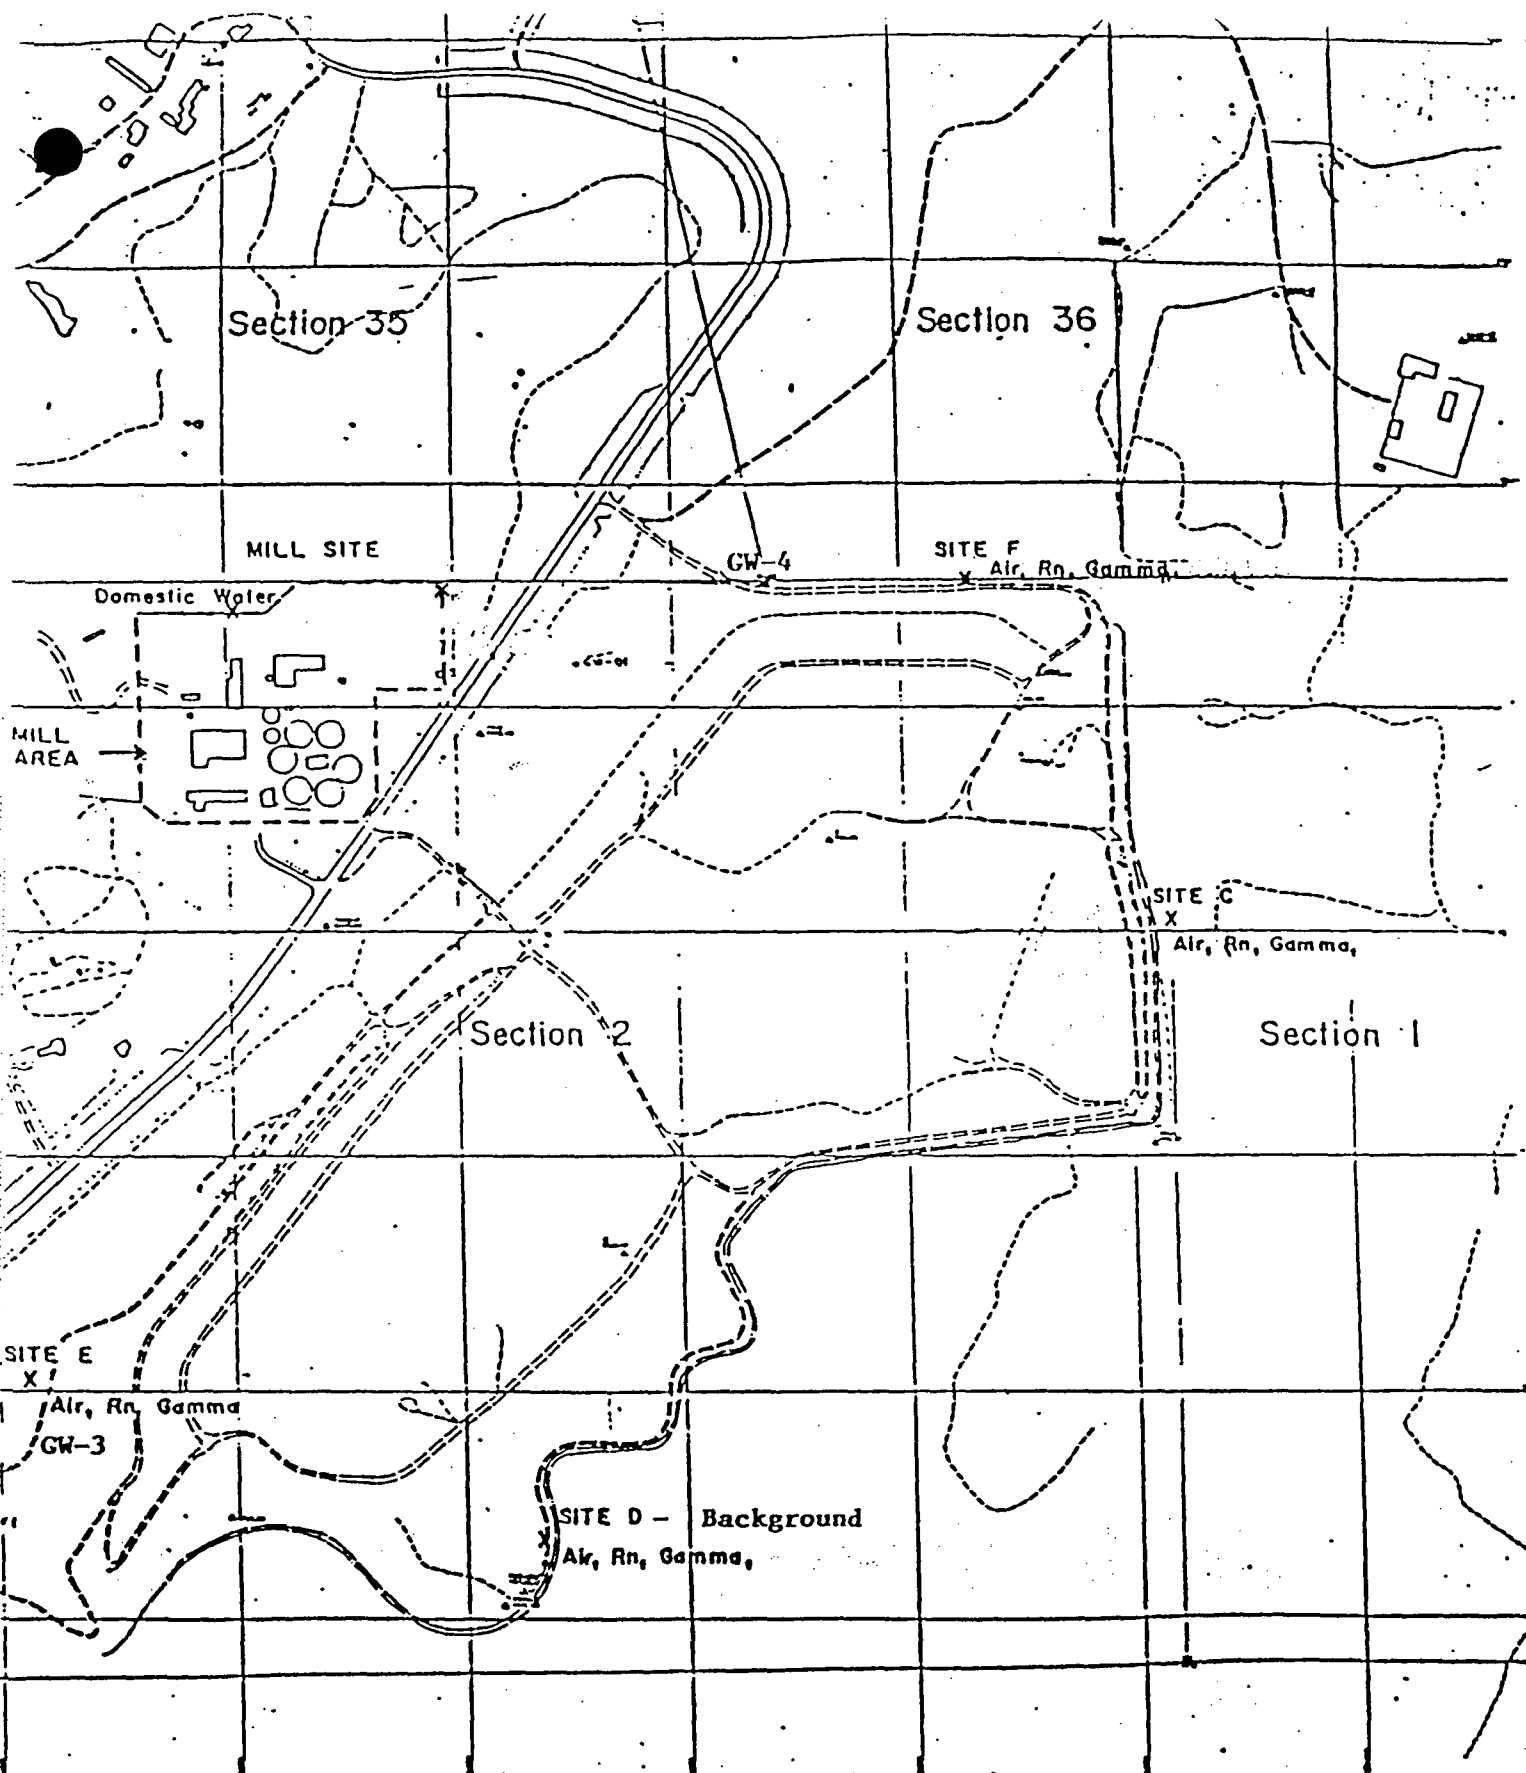 Section 35
Section 36
MILL SITE
GW-4
SITE F
Air, Rn, Gamma,
Domestic Water
MILL
AREA
SITE C
Air, Rn, Gamma,
Section 2
Section 1
SITE E
Air, Rn, Gamma
GW-3
SITE D - Background
Air, Rn, Gamma,